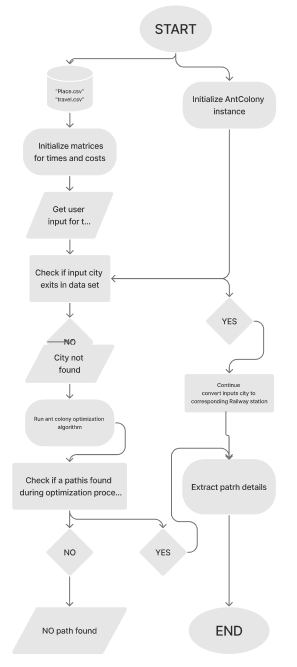 START
"Place.csv"
"travel.csv"
Initialize AntColony
instance
Initialize matrices
for times and costs
Get user
input for t...
Check if input city
exits in data set
YES
NO
City not
found
Continue
convert inputs city to
corresponding Railway station
Run ant colony optimization
algorithm
Check if a pathis found
during optimization proce...
Extract patrh details
NO
YES
NO path found
END